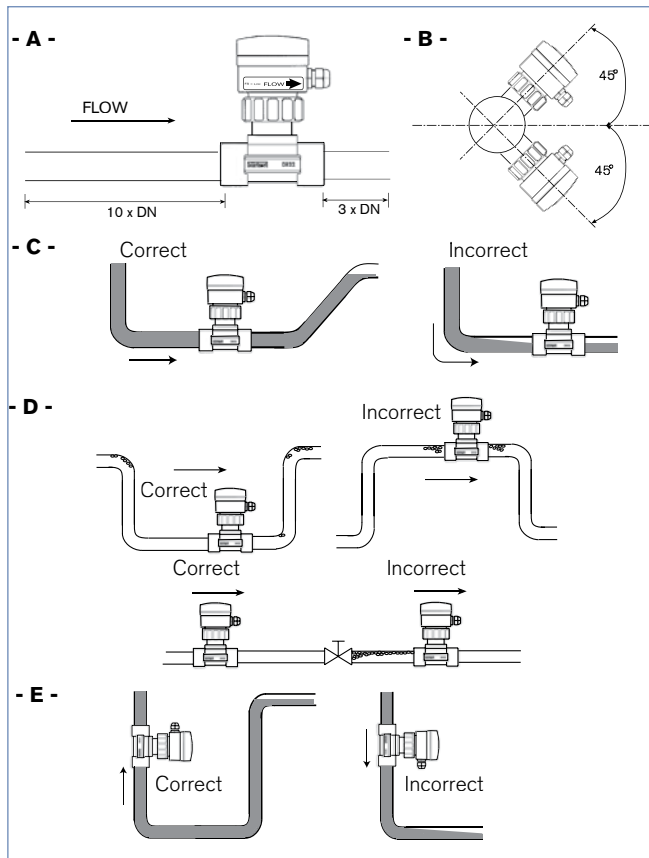 - A -
FLOW
FLOW
10 x DN
3 x DN
- B -
45°
45°
- C -
Correct
Incorrect
- D -
Correct
Incorrect
Correct
Incorrect
- E -
Correct
Incorrect